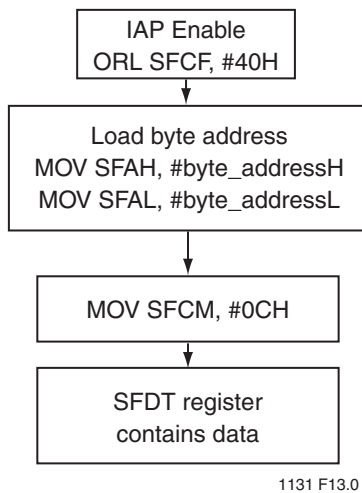 IAP Enable
ORL SFCF, #40H
Load byte address
MOV SFAH, #byte_addressH
MOV SFAL, #byte_addressL
MOV SFCM, #0CH
SFDT register
contains data
1131 F13.0